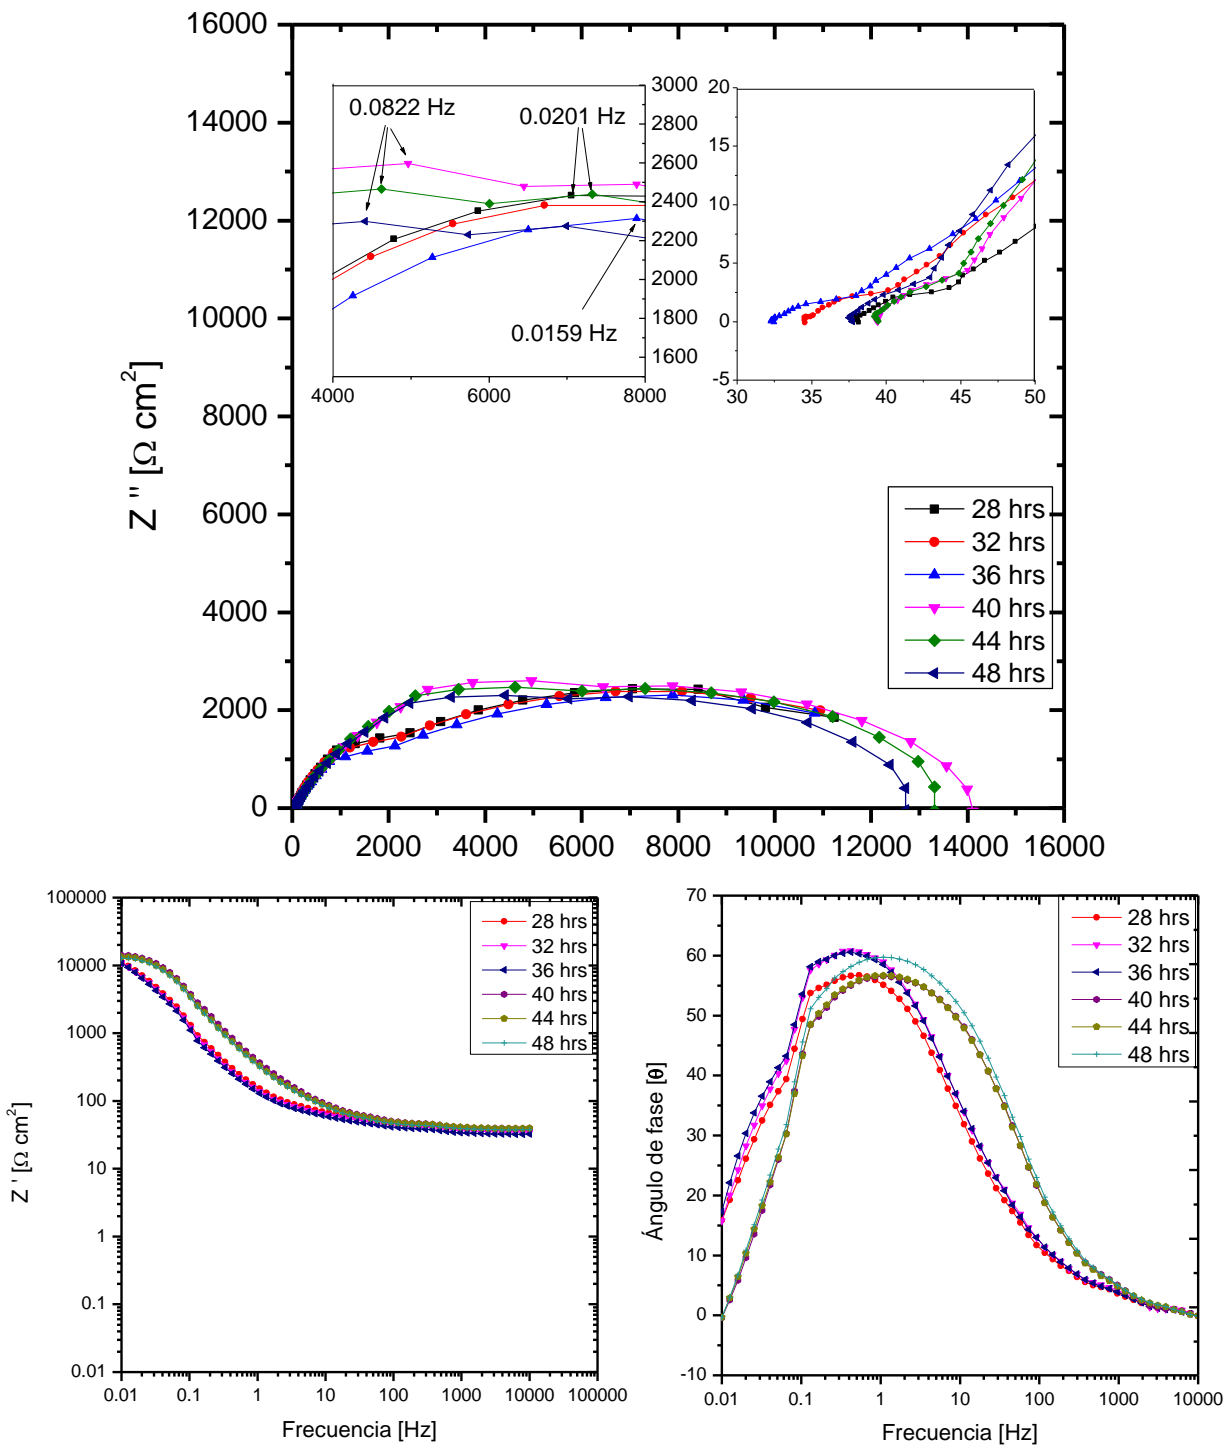 16000
14000
12000
10000
8000
6000
4000
2000
0
Z '' [Ω cm²]
0 2000 4000 6000 8000 10000 12000 14000 16000
0.0822 Hz
0.0201 Hz
0.0159 Hz
3000
2800
2600
2400
2200
2000
1800
1600
4000 6000 8000
20
15
10
5
0
-5
30 35 40 45 50
28 hrs
32 hrs
36 hrs
40 hrs
44 hrs
48 hrs
100000
10000
1000
100
10
1
0.1
0.01
Z ' [Ω cm²]
0.01 0.1 1 10 100 1000 10000 100000
Frecuencia [Hz]
28 hrs
32 hrs
36 hrs
40 hrs
44 hrs
48 hrs
70
60
50
40
30
20
10
0
-10
Ángulo de fase [θ]
0.01 0.1 1 10 100 1000 10000
Frecuencia [Hz]
28 hrs
32 hrs
36 hrs
40 hrs
44 hrs
48 hrs